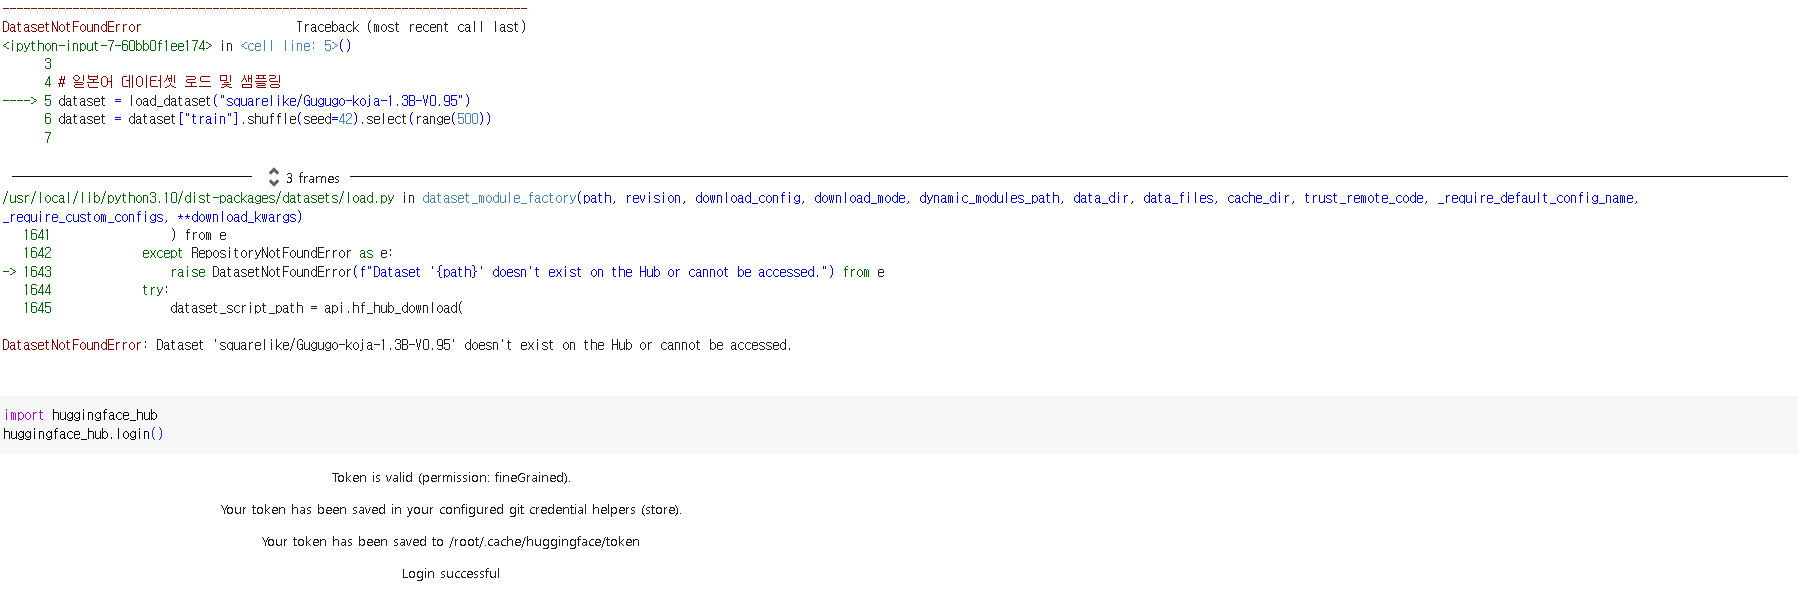 ---------------------------------------------------------------------------
DatasetNotFoundError                      Traceback (most recent call last)
<ipython-input-7-60bb0f1ee174> in <cell line: 5>()
      3
      4 # 일본어 데이터셋 로드 및 샘플링
----> 5 dataset = load_dataset("squarelike/Gugugo-koja-1.3B-V0.95")
      6 dataset = dataset["train"].shuffle(seed=42).select(range(500))
      7
3 frames
/usr/local/lib/python3.10/dist-packages/datasets/load.py in dataset_module_factory(path, revision, download_config, download_mode, dynamic_modules_path, data_dir, data_files, cache_dir, trust_remote_code, _require_default_config_name,
_require_custom_configs, **download_kwargs)
   1641                 ) from e
   1642             except RepositoryNotFoundError as e:
-> 1643                 raise DatasetNotFoundError(f"Dataset '{path}' doesn't exist on the Hub or cannot be accessed.") from e
   1644             try:
   1645                 dataset_script_path = api.hf_hub_download(
DatasetNotFoundError: Dataset 'squarelike/Gugugo-koja-1.3B-V0.95' doesn't exist on the Hub or cannot be accessed.
import huggingface_hub
huggingface_hub.login()
Token is valid (permission: fineGrained).
Your token has been saved in your configured git credential helpers (store).
Your token has been saved to /root/.cache/huggingface/token
Login successful